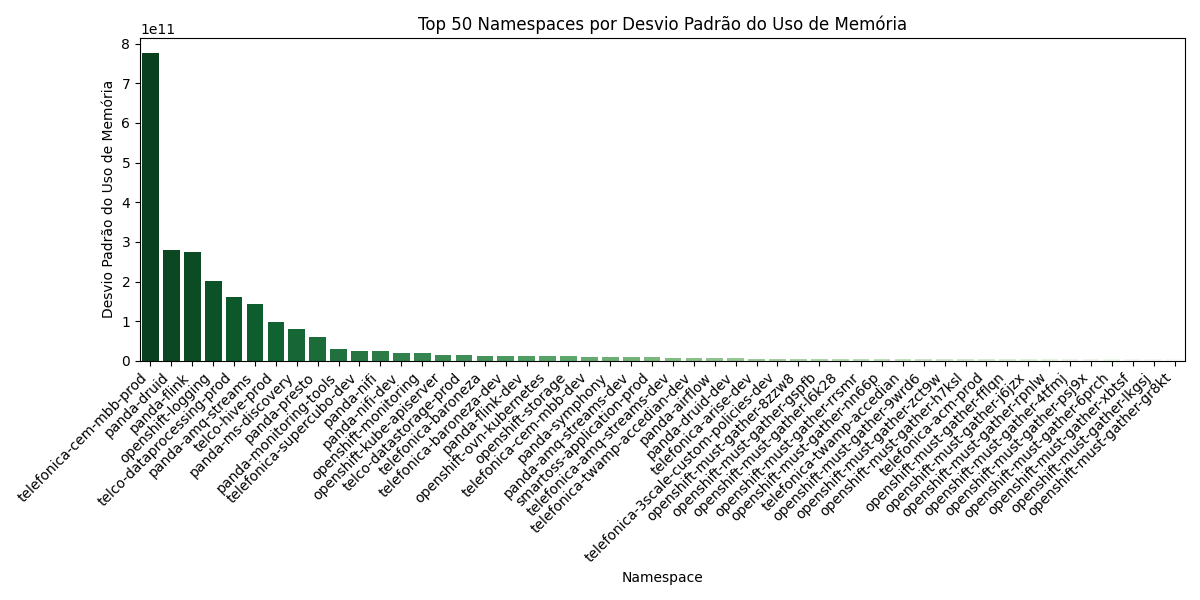 Top 50 Namespaces por Desvio Padrão do Uso de Memória
1e11
8
7
6
5
4
3
2
1
0
Desvio Padrão do Uso de Memória
telefonica-cem-mbb-prod
panda-druid
panda-flink
openshift-logging
telco-dataprocessing-prod
panda-amq-streams
telco-hive-prod
panda-ms-discovery
panda-presto
panda-monitoring-tools
telefonica-supercubo-dev
panda-nifi
panda-nifi-dev
openshift-monitoring
openshift-kube-apiserver
telco-datastorage-prod
telefonica-baroneza
telefonica-baroneza-dev
panda-flink-dev
openshift-ovn-kubernetes
openshift-storage
telefonica-cem-mbb-dev
panda-symphony
panda-amq-streams-dev
smartoss-application-prod
telefonica-amq-streams-dev
telefonica-twamp-accedian-dev
panda-airflow
panda-druid-dev
telefonica-arise-dev
telefonica-3scale-custom-policies-dev
openshift-must-gather-8zzw8
openshift-must-gather-gspfb
openshift-must-gather-l6k28
openshift-must-gather-rrsmr
openshift-must-gather-nn66p
telefonica-twamp-accedian
openshift-must-gather-9wrd6
openshift-must-gather-zct9w
openshift-must-gather-h7ksl
telefonica-acm-prod
openshift-must-gather-fflqn
openshift-must-gather-j6jzx
openshift-must-gather-rpnlw
openshift-must-gather-4tfmj
openshift-must-gather-psj9x
openshift-must-gather-6prch
openshift-must-gather-xbtsf
openshift-must-gather-lkgsj
openshift-must-gather-gr8kt
Namespace